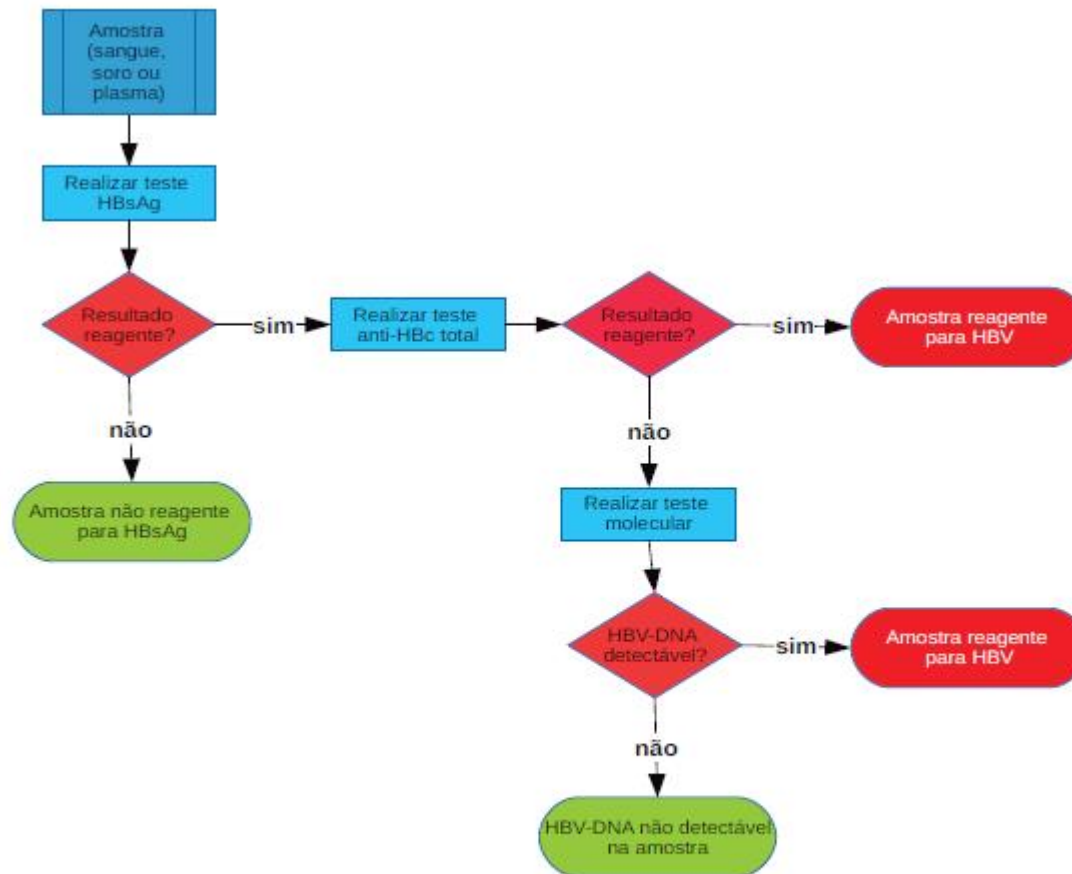 Amostra
(sangue,
soro ou
plasma)
Realizar teste
HBsAg
Resultado
reagente?
sim
Realizar teste
anti-HBc total
Resultado
reagente?
sim
Amostra reagente
para HBV
não
Amostra não reagente
para HBsAg
não
Realizar teste
molecular
HBV-DNA
detectável?
sim
Amostra reagente
para HBV
não
HBV-DNA não detectável
na amostra